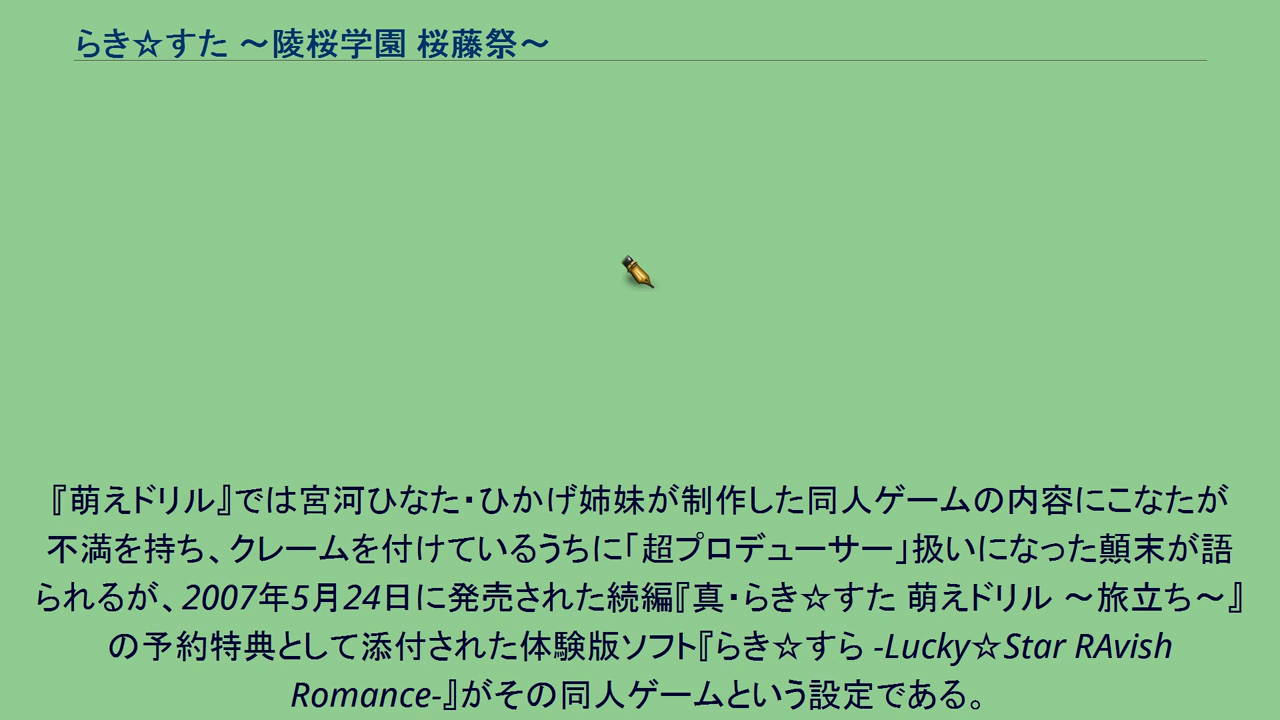 らき☆すた 〜陵桜学園 桜藤祭〜
『萌えドリル』では宮河ひなた・ひかげ姉妹が制作した同人ゲームの内容にこなたが
不満を持ち、クレームを付けているうちに「超プロデューサー」扱いになった顛末が語
られるが、2007年5月24日に発売された続編『真・らき☆すた 萌えドリル 〜旅立ち〜』
の予約特典として添付された体験版ソフト『らき☆すら -Lucky☆Star RAvish
Romance-』がその同人ゲームという設定である。